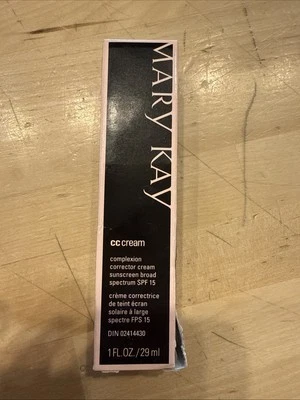 MARY KAY
cc cream
complexion
corrector cream
sunscreen broad
spectrum SPF 15
crème correctrice
de teint écran
solaire à large
spectre FPS 15
DIN 02414430
1 FL. OZ. / 29 ml